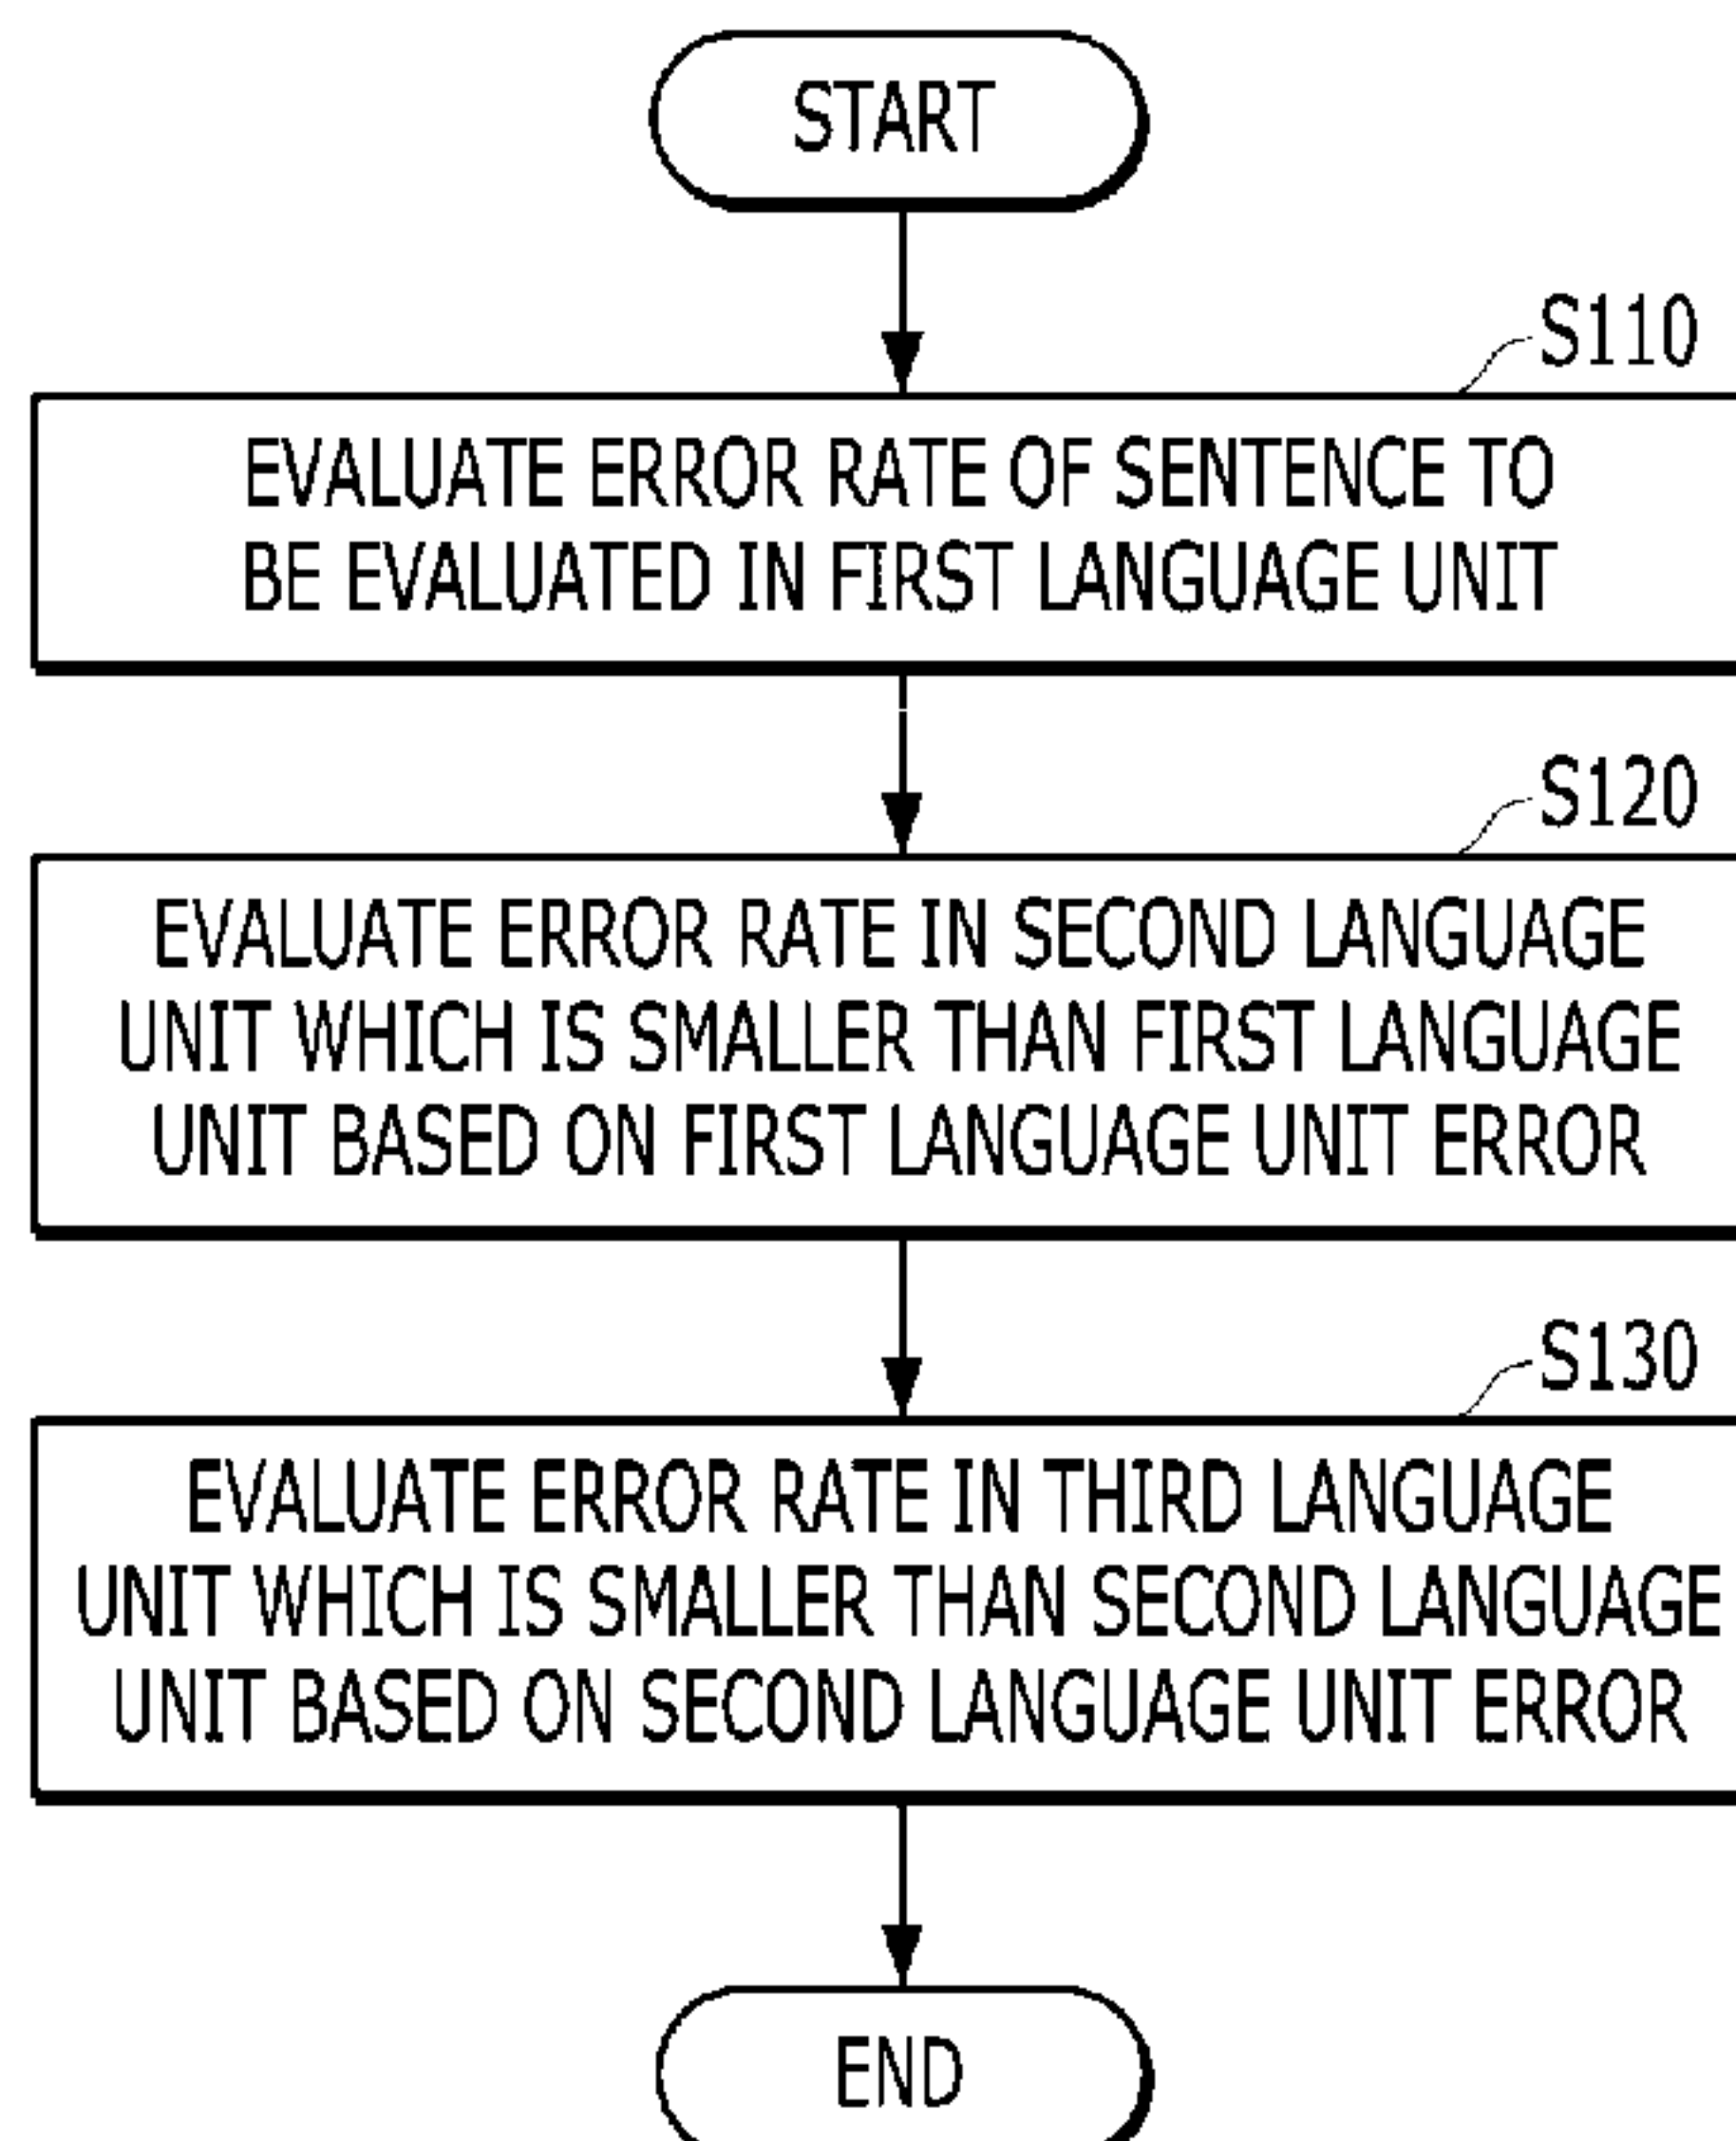 START
S110
EVALUATE ERROR RATE OF SENTENCE TO
BE EVALUATED IN FIRST LANGUAGE UNIT
S120
EVALUATE ERROR RATE IN SECOND LANGUAGE
UNIT WHICH IS SMALLER THAN FIRST LANGUAGE
UNIT BASED ON FIRST LANGUAGE UNIT ERROR
S130
EVALUATE ERROR RATE IN THIRD LANGUAGE
UNIT WHICH IS SMALLER THAN SECOND LANGUAGE
UNIT BASED ON SECOND LANGUAGE UNIT ERROR
END